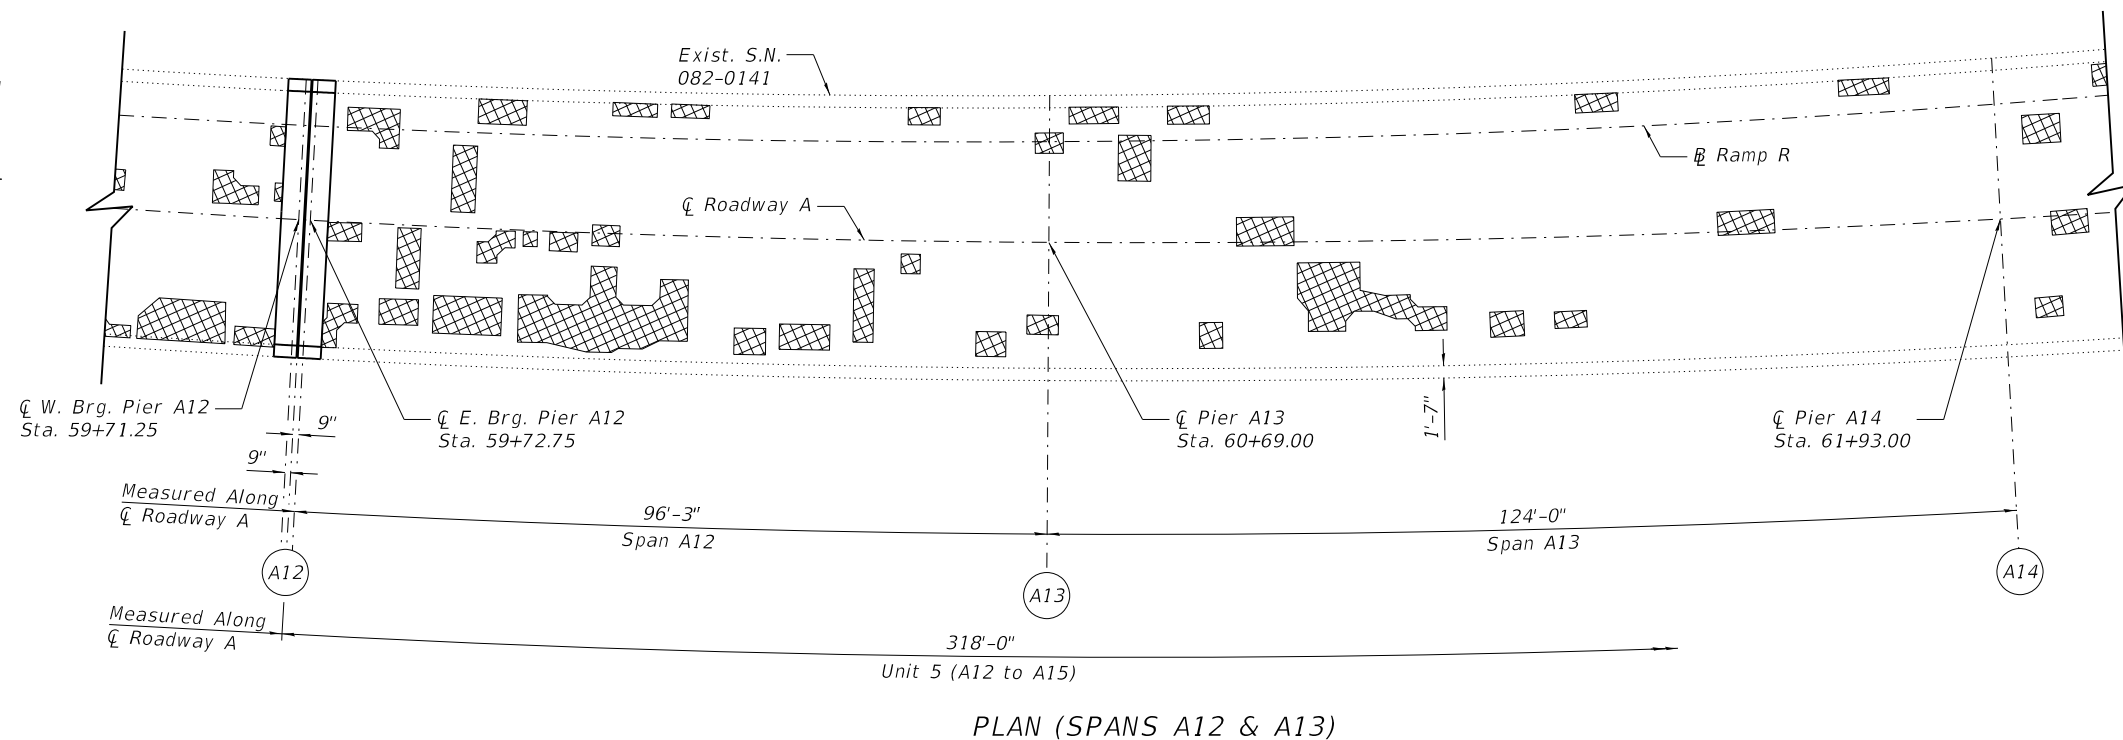 Exist. S.N.
082-0141
℄ Roadway A
B Ramp R
℄ W. Brg. Pier A12
Sta. 59+71.25
9"
℄ E. Brg. Pier A12
Sta. 59+72.75
℄ Pier A13
Sta. 60+69.00
1'-7"
℄ Pier A14
Sta. 61+93.00
9"
Measured Along
℄ Roadway A
96'-3"
Span A12
124'-0"
Span A13
A12
A13
A14
Measured Along
℄ Roadway A
318'-0"
Unit 5 (A12 to A15)
PLAN (SPANS A12 & A13)